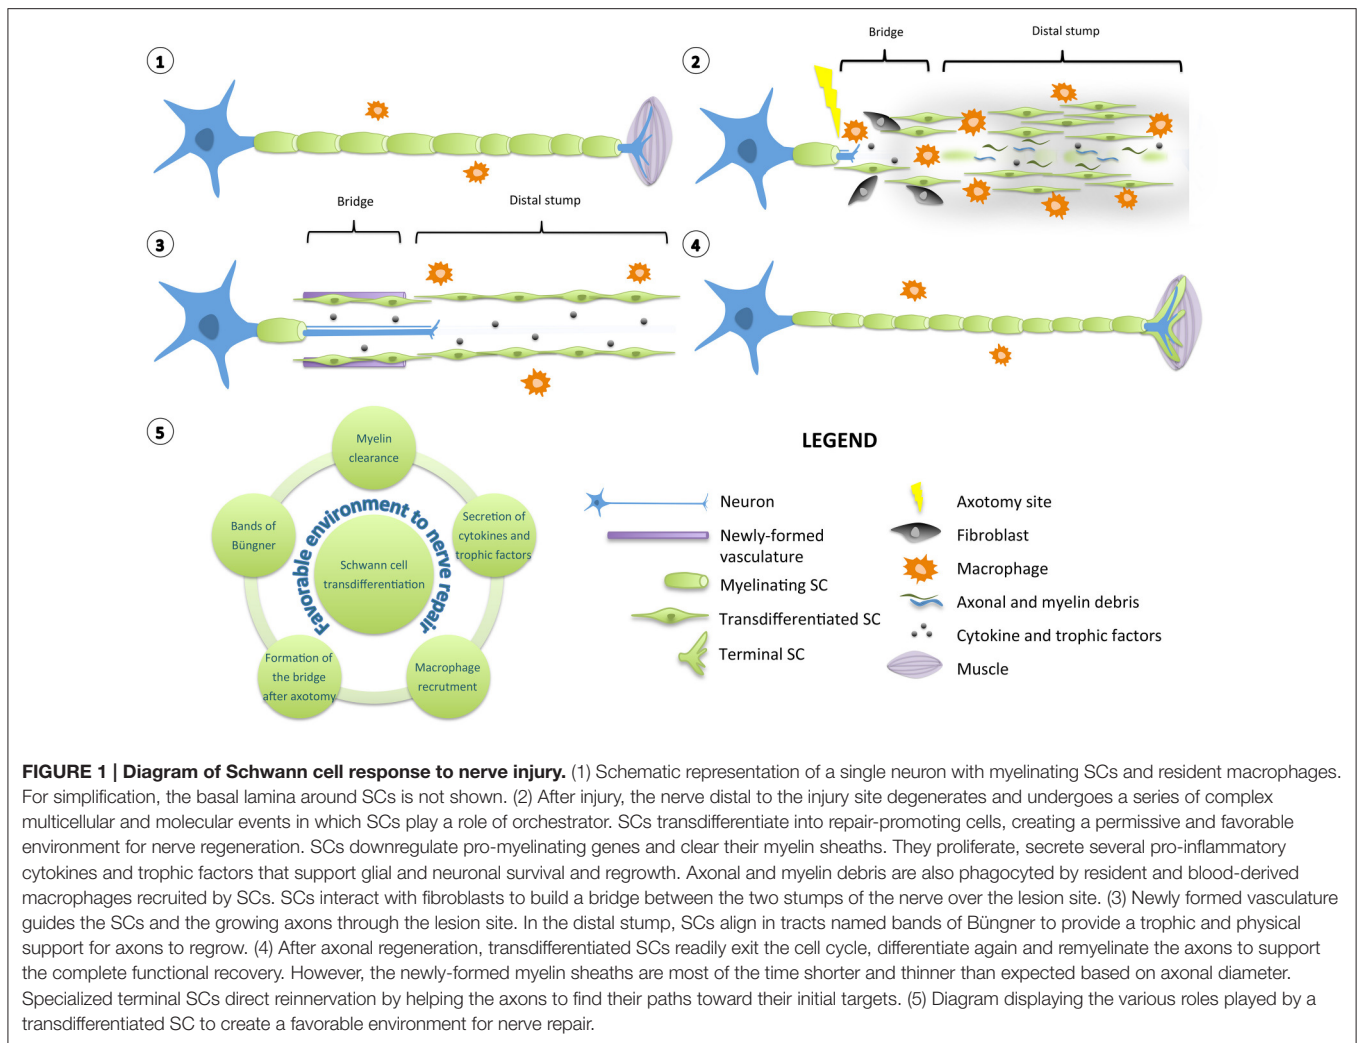 1
2
Bridge
Distal stump
Bridge
Distal stump
3
4
5
Myelin
clearance
Bands of
Büngner
Secretion of
cytokines and
trophic factors
Favorable environment to nerve repair
Schwann cell
transdifferentiation
Formation of
the bridge
after axotomy
Macrophage
recrutment
LEGEND
Neuron
Newly-formed
vasculature
Myelinating SC
Transdifferentiated SC
Terminal SC
Axotomy site
Fibroblast
Macrophage
Axonal and myelin debris
Cytokine and trophic factors
Muscle
FIGURE 1 | Diagram of Schwann cell response to nerve injury. (1) Schematic representation of a single neuron with myelinating SCs and resident macrophages.
For simplification, the basal lamina around SCs is not shown. (2) After injury, the nerve distal to the injury site degenerates and undergoes a series of complex
multicellular and molecular events in which SCs play a role of orchestrator. SCs transdifferentiate into repair-promoting cells, creating a permissive and favorable
environment for nerve regeneration. SCs downregulate pro-myelinating genes and clear their myelin sheaths. They proliferate, secrete several pro-inflammatory
cytokines and trophic factors that support glial and neuronal survival and regrowth. Axonal and myelin debris are also phagocyted by resident and blood-derived
macrophages recruited by SCs. SCs interact with fibroblasts to build a bridge between the two stumps of the nerve over the lesion site. (3) Newly formed vasculature
guides the SCs and the growing axons through the lesion site. In the distal stump, SCs align in tracts named bands of Büngner to provide a trophic and physical
support for axons to regrow. (4) After axonal regeneration, transdifferentiated SCs readily exit the cell cycle, differentiate again and remyelinate the axons to support
the complete functional recovery. However, the newly-formed myelin sheaths are most of the time shorter and thinner than expected based on axonal diameter.
Specialized terminal SCs direct reinnervation by helping the axons to find their paths toward their initial targets. (5) Diagram displaying the various roles played by a
transdifferentiated SC to create a favorable environment for nerve repair.